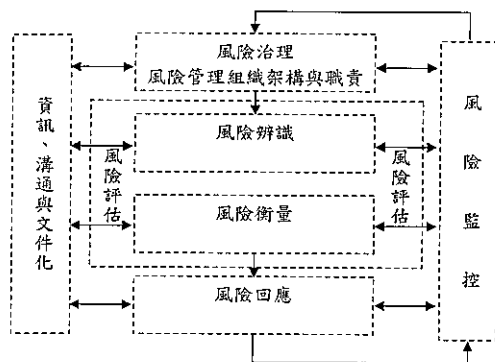 風險治理
風險管理組織架構與職責
資訊、溝通與文件化
風險辨識
風險評估
風險評估
風險衡量
風險回應
風險監控